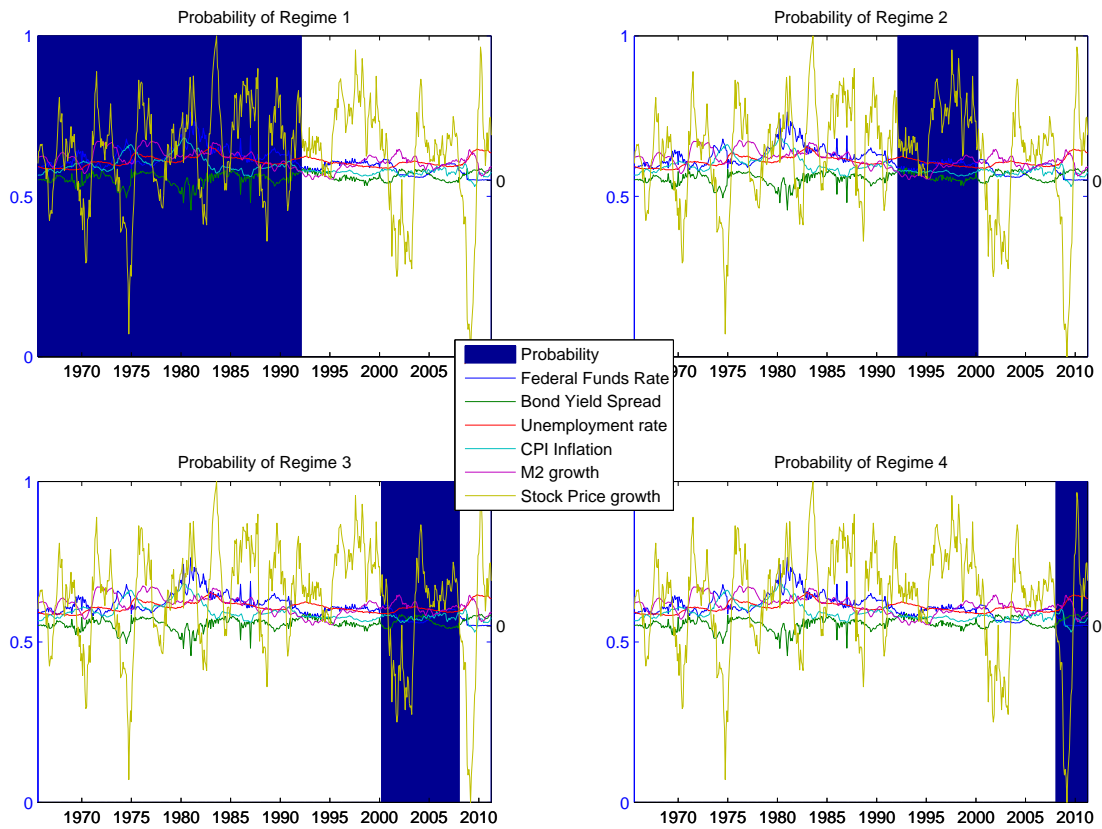 Probability of Regime 1
Probability of Regime 2
1
0.5
0
0
1970 1975 1980 1985 1990 1995 2000 2005
1
0.5
0
0
1970 1975 1980 1985 1990 1995 2000 2005 2010
Probability
Federal Funds Rate
Bond Yield Spread
Unemployment rate
CPI Inflation
M2 growth
Stock Price growth
Probability of Regime 3
Probability of Regime 4
1
0.5
0
0
1970 1975 1980 1985 1990 1995 2000 2005 2010
0.5
0
0
1970 1975 1980 1985 1990 1995 2000 2005 2010